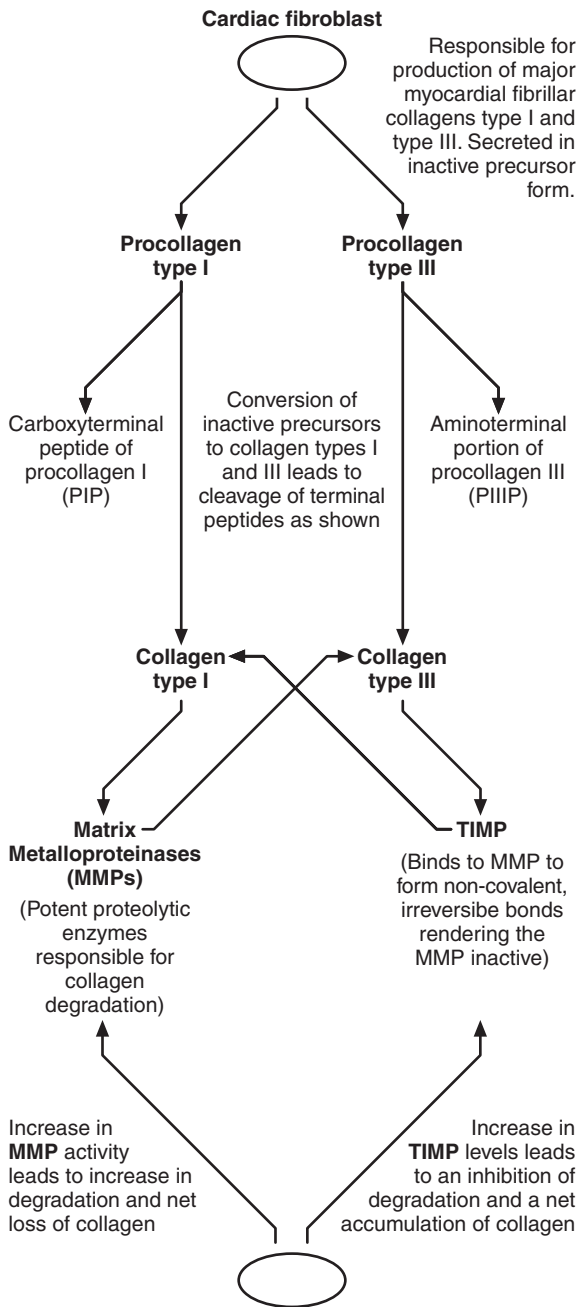 Cardiac fibroblast
Responsible for
production of major
myocardial fibrillar
collagens type I and
type III. Secreted in
inactive precursor
form.
Procollagen
type I
Procollagen
type III
Carboxyterminal
peptide of
procollagen I
(PIP)
Conversion of
inactive precursors
to collagen types I
and III leads to
cleavage of terminal
peptides as shown
Aminoterminal
portion of
procollagen III
(PIIIP)
Collagen
type I
Collagen
type III
Matrix
Metalloproteinases
(MMPs)
(Potent proteolytic
enzymes
responsible for
collagen
degradation)
TIMP
(Binds to MMP to
form non-covalent,
irreversibe bonds
rendering the
MMP inactive)
Increase in
MMP activity
leads to increase in
degradation and net
loss of collagen
Increase in
TIMP levels leads
to an inhibition of
degradation and a net
accumulation of collagen